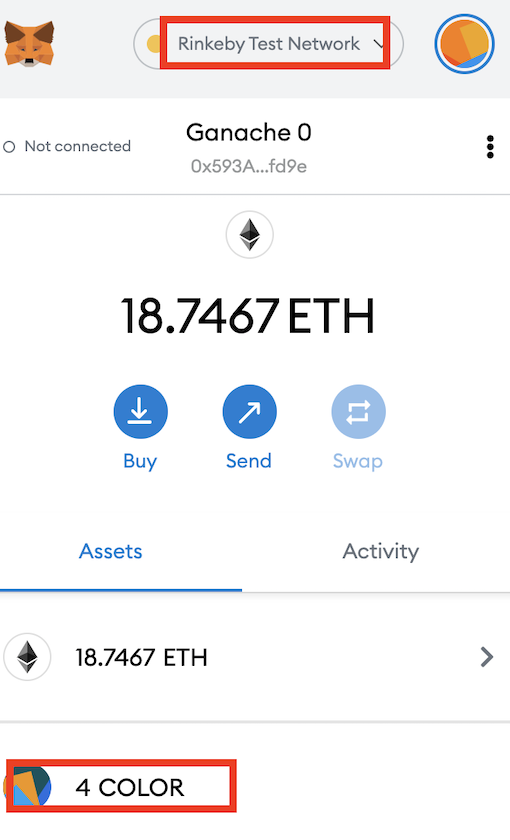 Rinkeby Test Network
Not connected
Ganache 0
0x593A...fd9e
18.7467 ETH
Buy
Send
Swap
Assets
Activity
18.7467 ETH
4 COLOR